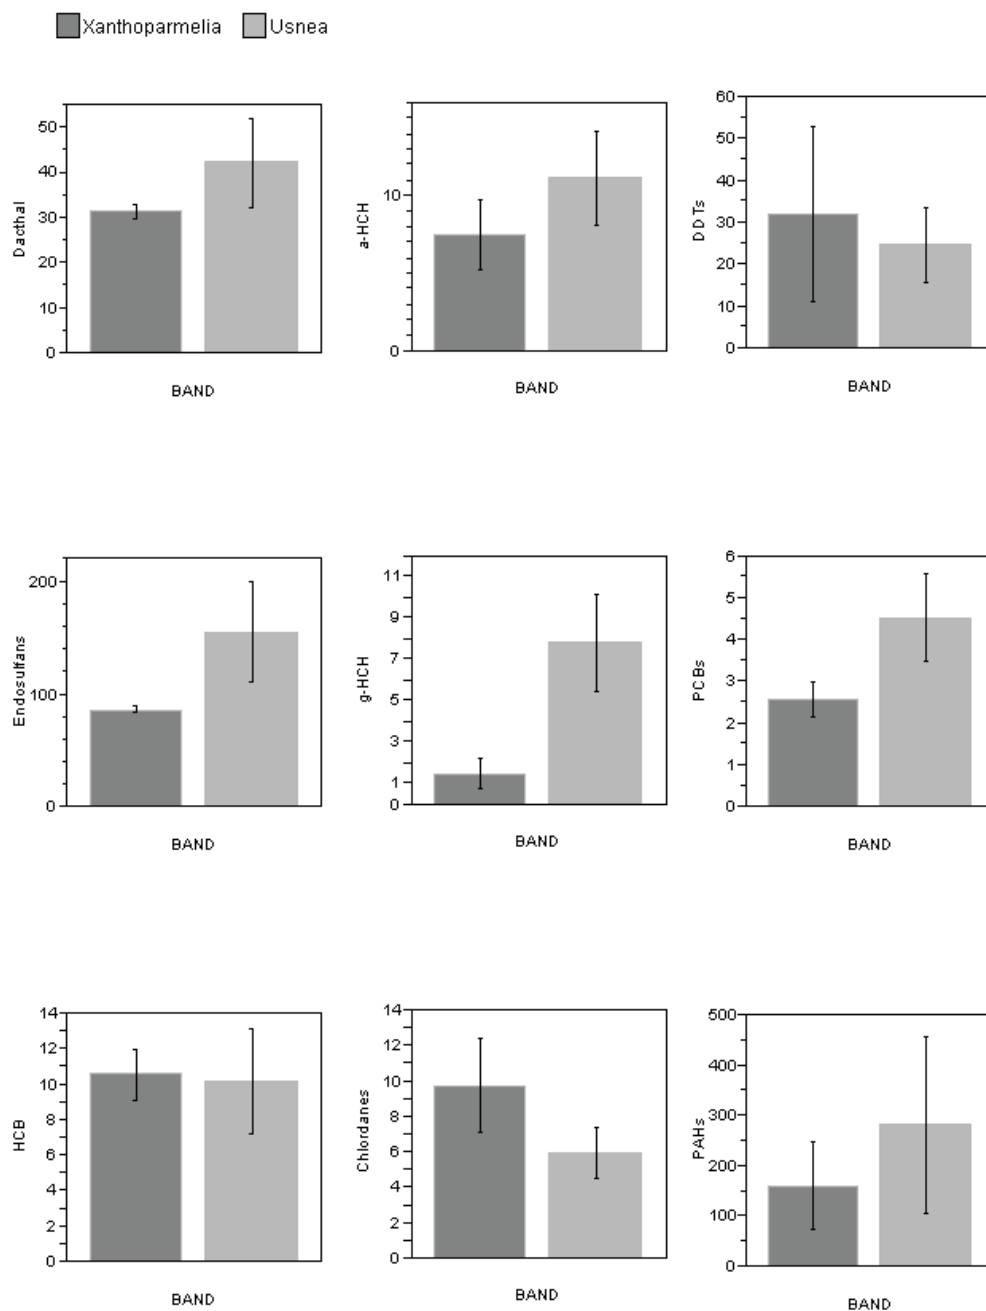 Xanthoparmelia Usnea
Dacthal
50
40
30
20
10
0
BAND
a-HCH
10
0
BAND
DDTs
60
50
40
30
20
10
0
BAND
Endosulfans
200
100
0
BAND
g-HCH
11
9
7
5
3
1
0
BAND
PCBs
6
5
4
3
2
1
0
BAND
HCB
14
12
10
8
6
4
2
0
BAND
Chlordanes
14
12
10
8
6
4
2
0
BAND
PAHs
500
400
300
200
100
0
BAND